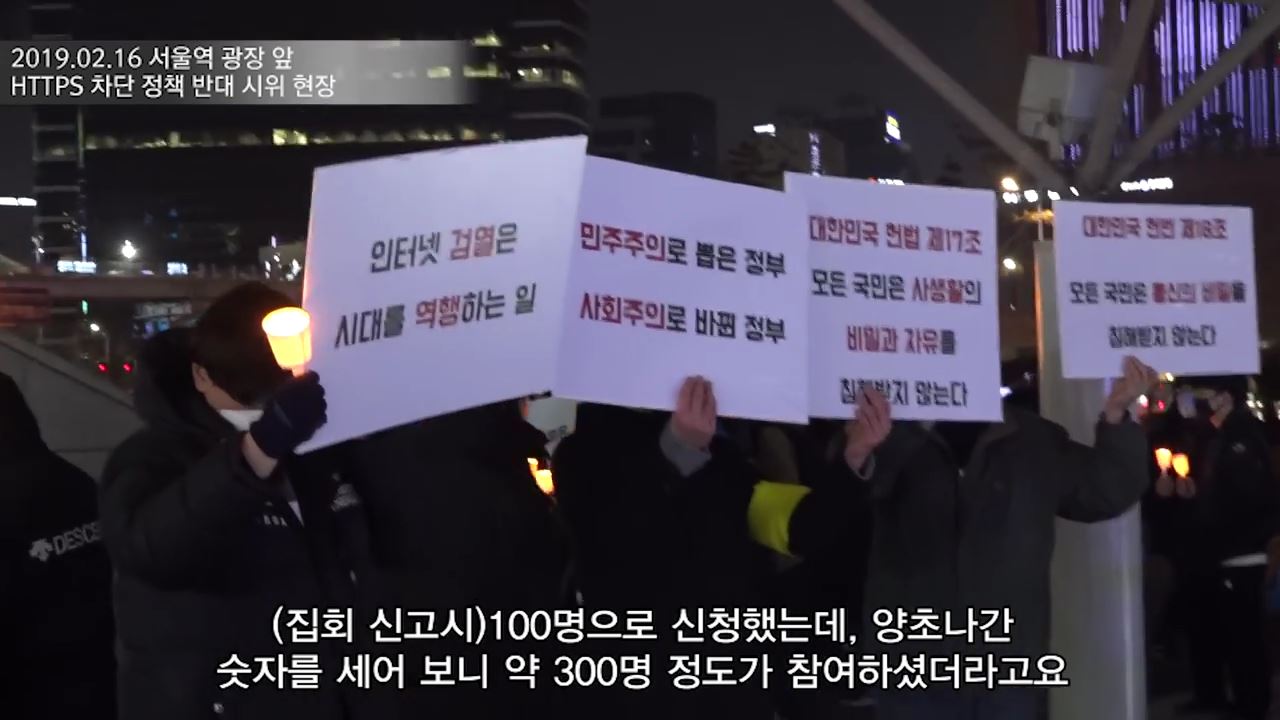 2019.02.16 서울역 광장 앞
HTTPS 차단 정책 반대 시위 현장
인터넷 검열은
시대를 역행하는 일
민주주의로 뽑은 정부
사회주의로 바뀐 정부
대한민국 헌법 제17조
모든 국민은 사생활의
비밀과 자유를
침해받지 않는다
대한민국 헌법 제18조
모든 국민은 통신의 비밀을
침해받지 않는다
DESCE
(집회 신고시)100명으로 신청했는데, 양초나간
숫자를 세어 보니 약 300명 정도가 참여하셨더라고요